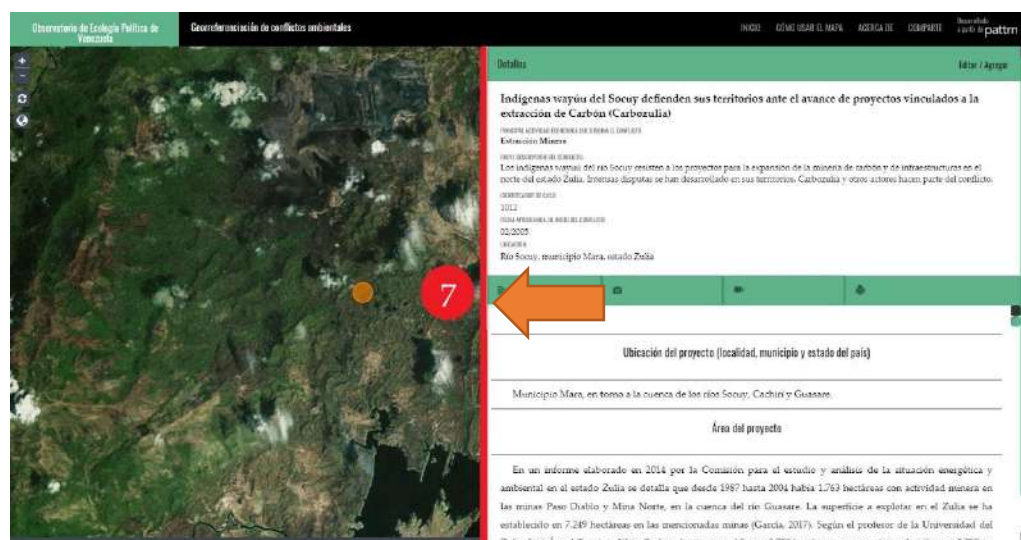 Observatorio de Ecología Política de Venezuela
Georreferenciación de conflictos ambientales
INICIO CÓMO USAR EL MAPA ACERCA DE COMPARTE
Desarrollado a partir de pattrn
Detalles
Editar / Agregar
Indígenas wayúu del Socuy defienden sus territorios ante el avance de proyectos vinculados a la
extracción de Carbón (Carbozulia)
Extracción Minera
Los indígenas wayuu del río Socuy resisten a los proyectos para la expansión de la minería de carbón y de infraestructuras en el
norte del estado Zulia. Intensas disputas se han desarrollado en sus territorios. Carbozulia y otros actores hacen parte del conflicto.
1012
02/2005
UBICACIÓN
Río Socuy, municipio Mara, estado Zulia
7
Ubicación del proyecto (localidad, municipio y estado del país)
Municipio Mara, en torno a la cuenca de los ríos Socuy, Cachirí y Guasare.
Área del proyecto
En un informe elaborado en 2014 por la Comisión para el estudio y análisis de la situación energética y
ambiental en el estado Zulia se detalla que desde 1987 hasta 2004 había 1.763 hectáreas con actividad minera en
las minas Paso Diablo y Mina Norte, en la cuenca del río Guasare. La superficie a explotar en el Zulia se ha
establecido en 7.249 hectáreas en las mencionadas minas (García, 2017). Según el profesor de la Universidad del